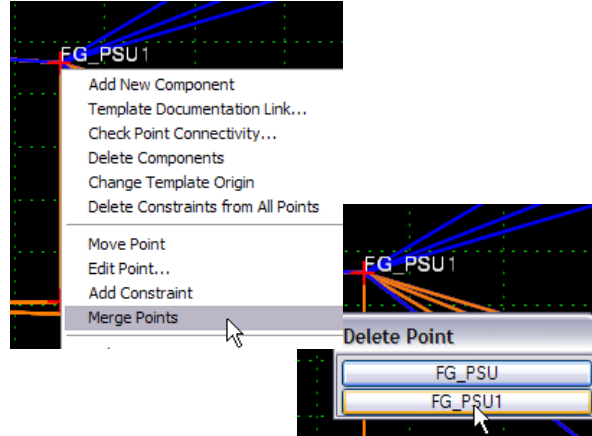 FG_PSU1
Add New Component
Template Documentation Link...
Check Point Connectivity...
Delete Components
Change Template Origin
Delete Constraints from All Points
Move Point
Edit Point...
Add Constraint
Merge Points
FG_PSU1
Delete Point
FG_PSU
FG_PSU1